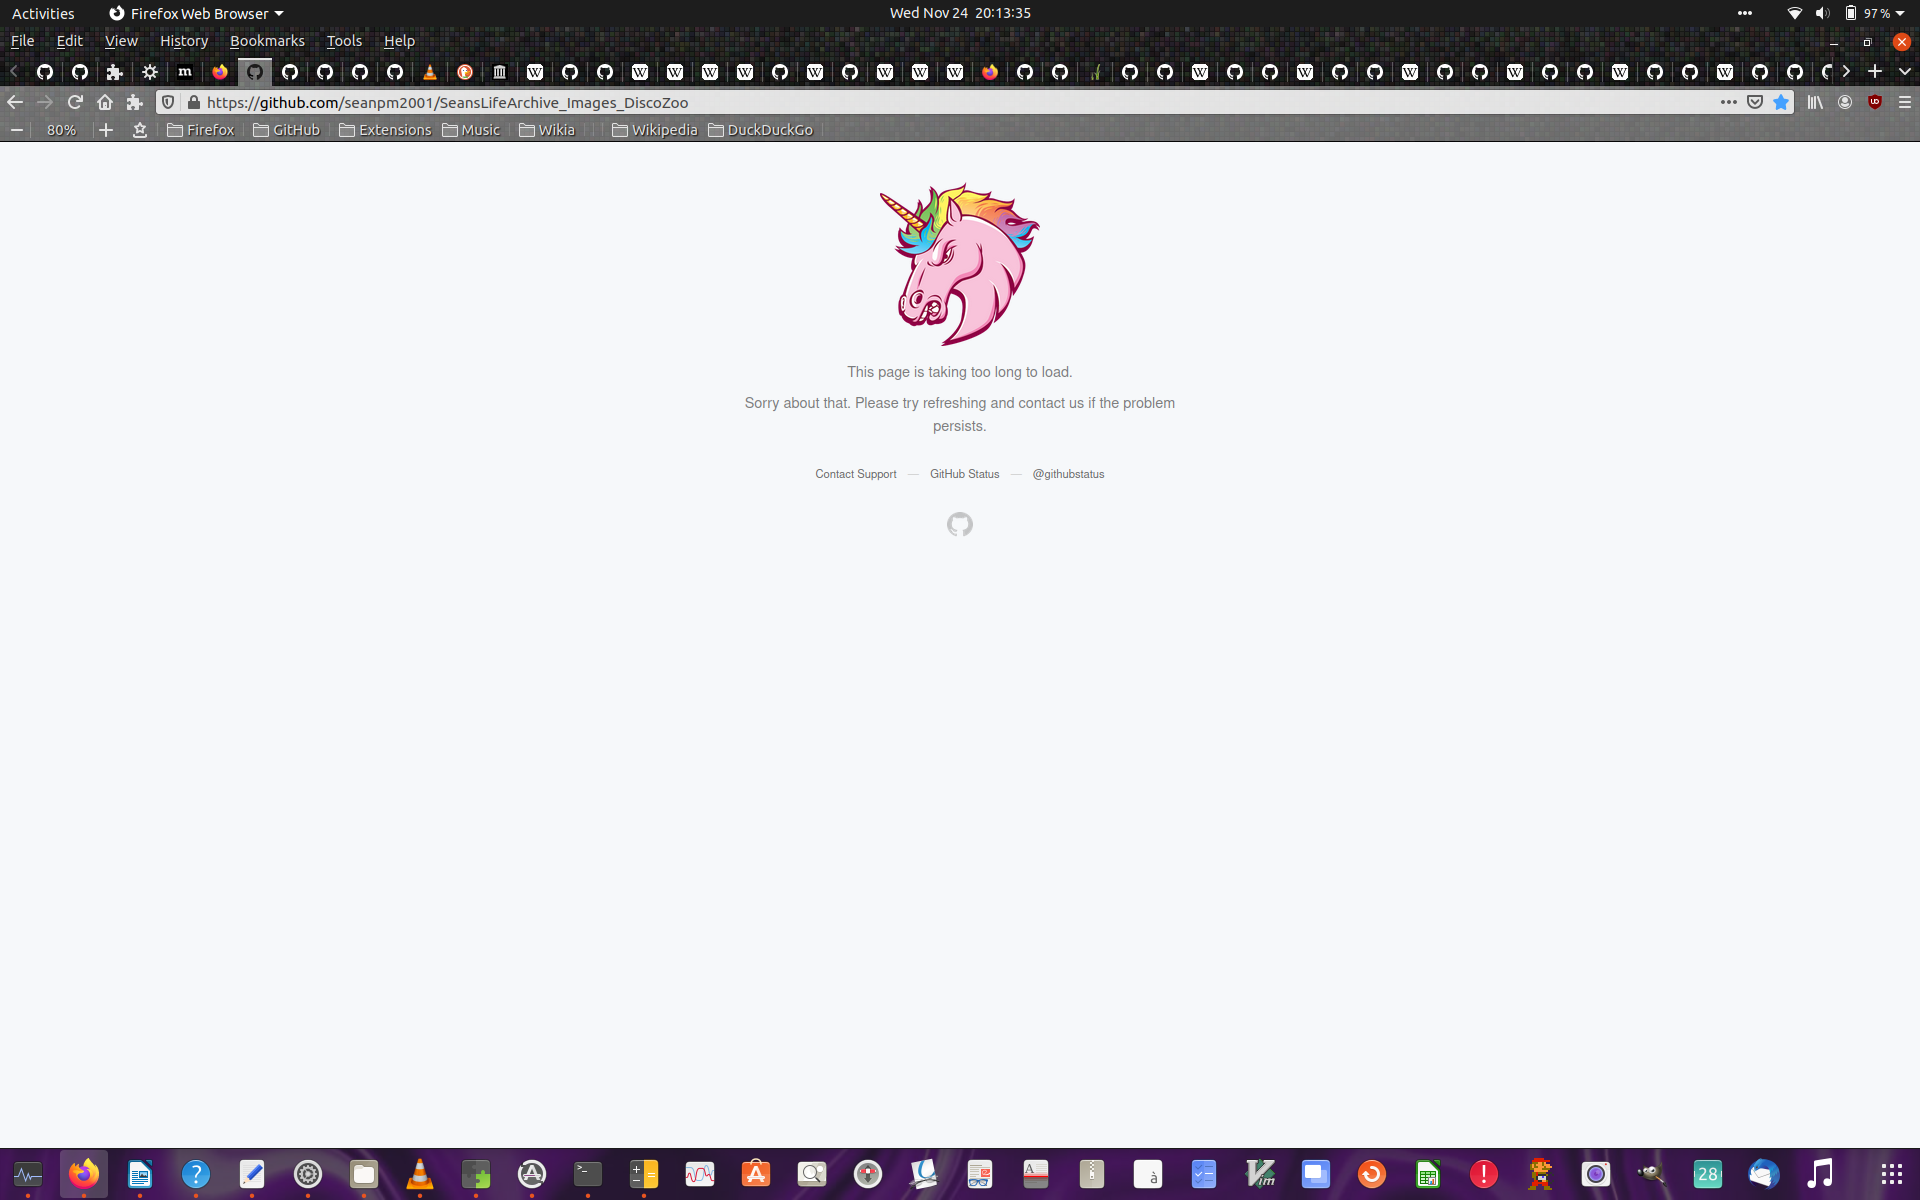 Activities
Firefox Web Browser
Wed Nov 24 20:13:35
97 %
File Edit View History Bookmarks Tools Help
https://github.com/seanpm2001/SeansLifeArchive_Images_DiscoZoo
80%
Firefox
GitHub
Extensions
Music
Wikia
Wikipedia
DuckDuckGo
This page is taking too long to load.
Sorry about that. Please try refreshing and contact us if the problem
persists.
Contact Support — GitHub Status — @githubstatus
28